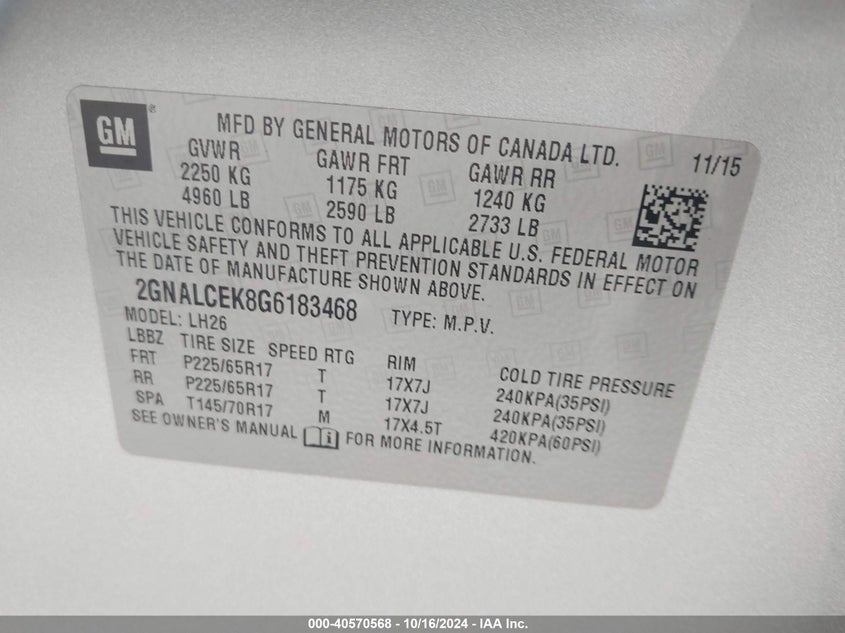 GM®
MFD BY GENERAL MOTORS OF CANADA LTD.
11/15
GVWR GAWR FRT GAWR RR
2250 KG 1175 KG 1240 KG
4960 LB 2590 LB 2733 LB
THIS VEHICLE CONFORMS TO ALL APPLICABLE U.S. FEDERAL MOTOR
VEHICLE SAFETY AND THEFT PREVENTION STANDARDS IN EFFECT ON
THE DATE OF MANUFACTURE SHOWN ABOVE.
2GNALCEK8G6183468 TYPE: M.P.V.
MODEL: LH26
LBBZ TIRE SIZE SPEED RTG RIM COLD TIRE PRESSURE
FRT P225/65R17 T 17X7J 240KPA(35PSI)
RR P225/65R17 T 17X7J 240KPA(35PSI)
SPA T145/70R17 M 17X4.5T 420KPA(60PSI)
SEE OWNER'S MANUAL i FOR MORE INFORMATION.
000-40570568 - 10/16/2024 - IAA Inc.